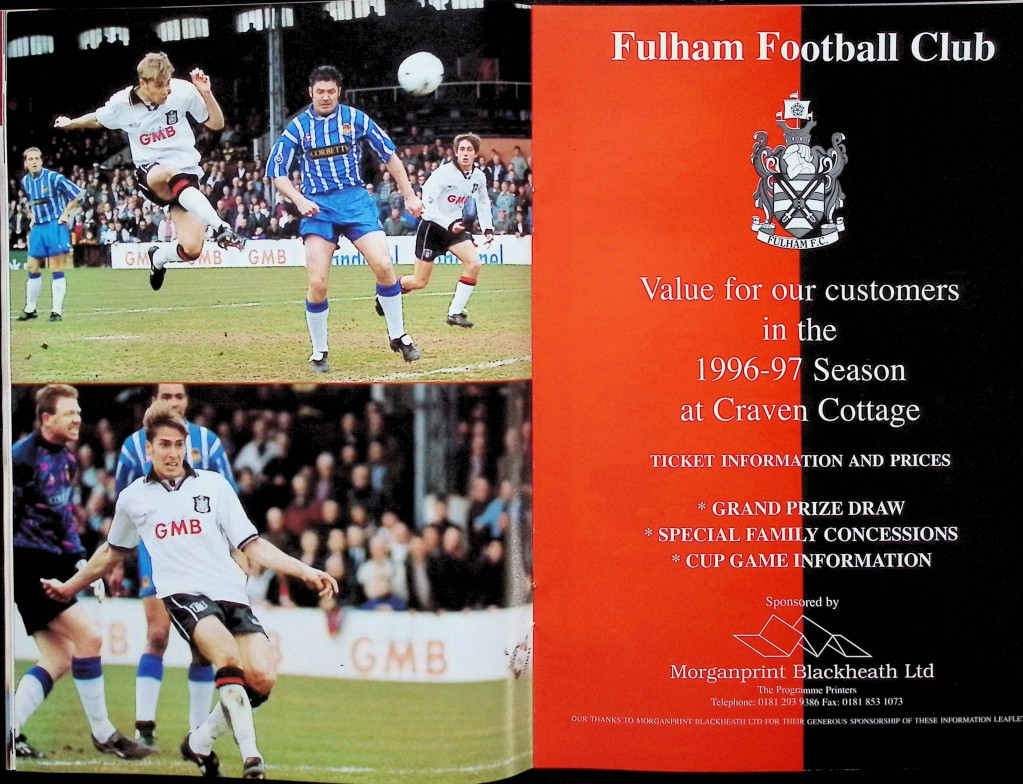 GMB
CORBETTS
GMB
GMB
GMB
GMB
GMB
Fulham Football Club
FULHAM F.C.
Value for our customers
in the
1996-97 Season
at Craven Cottage
TICKET INFORMATION AND PRICES
* GRAND PRIZE DRAW
* SPECIAL FAMILY CONCESSIONS
* CUP GAME INFORMATION
Sponsored by
Morganprint Blackheath Ltd
The Programme Printers
Telephone: 0181 293 9386 Fax: 0181 853 1073
OUR THANKS TO MORGANPRINT BLACKHEATH LTD FOR THEIR GENEROUS SPONSORSHIP OF THESE INFORMATION